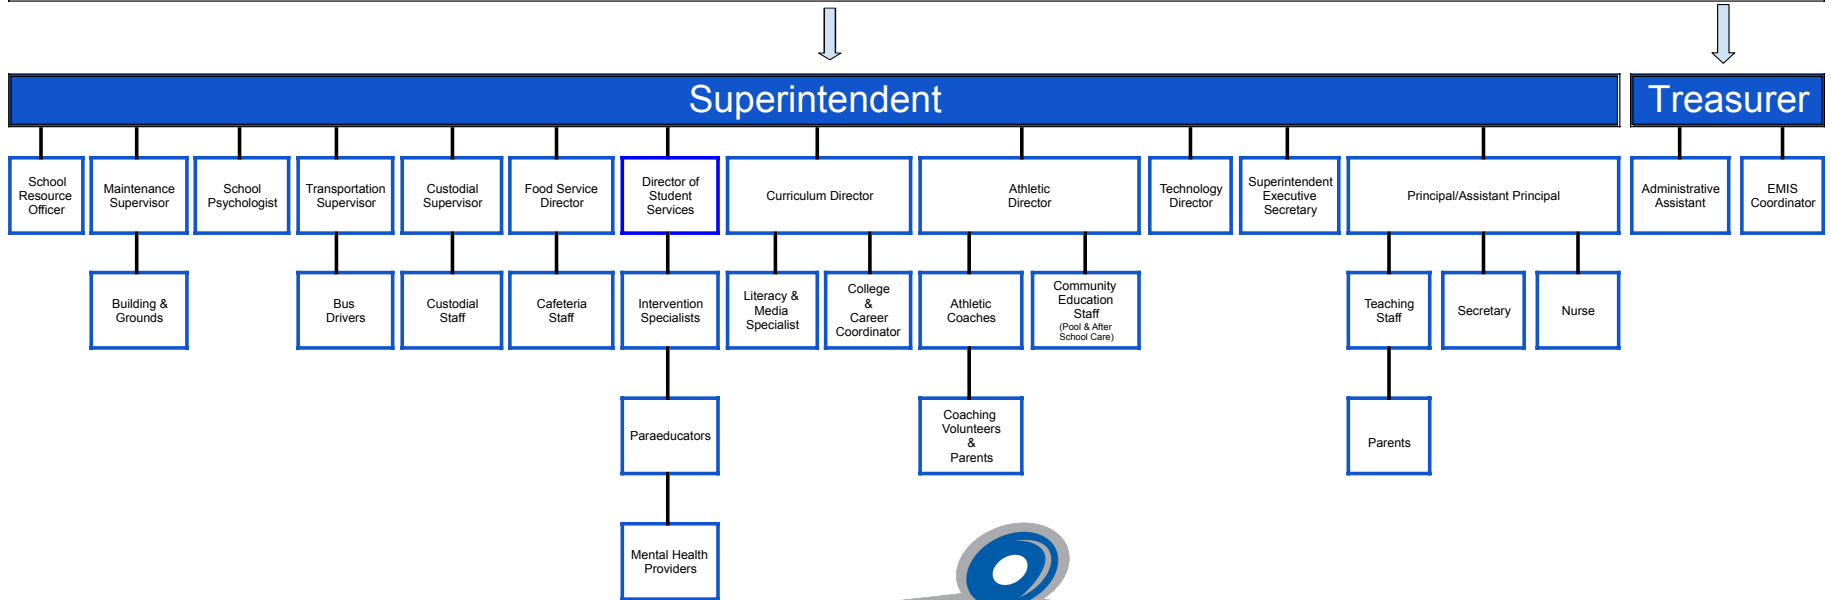 Superintendent
Treasurer
School
Resource
Officer
Maintenance
Supervisor
School
Psychologist
Transportation
Supervisor
Custodial
Supervisor
Food Service
Director
Director of
Student
Services
Curriculum Director
Athletic
Director
Technology
Director
Superintendent
Executive
Secretary
Principal/Assistant Principal
Administrative
Assistant
EMIS
Coordinator
Building &
Grounds
Bus
Drivers
Custodial
Staff
Cafeteria
Staff
Intervention
Specialists
Literacy &
Media
Specialist
College
&
Career
Coordinator
Athletic
Coaches
Community
Education
Staff
(Pool & After
School Care)
Teaching
Staff
Secretary
Nurse
Paraeducators
Coaching
Volunteers
&
Parents
Parents
Mental Health
Providers